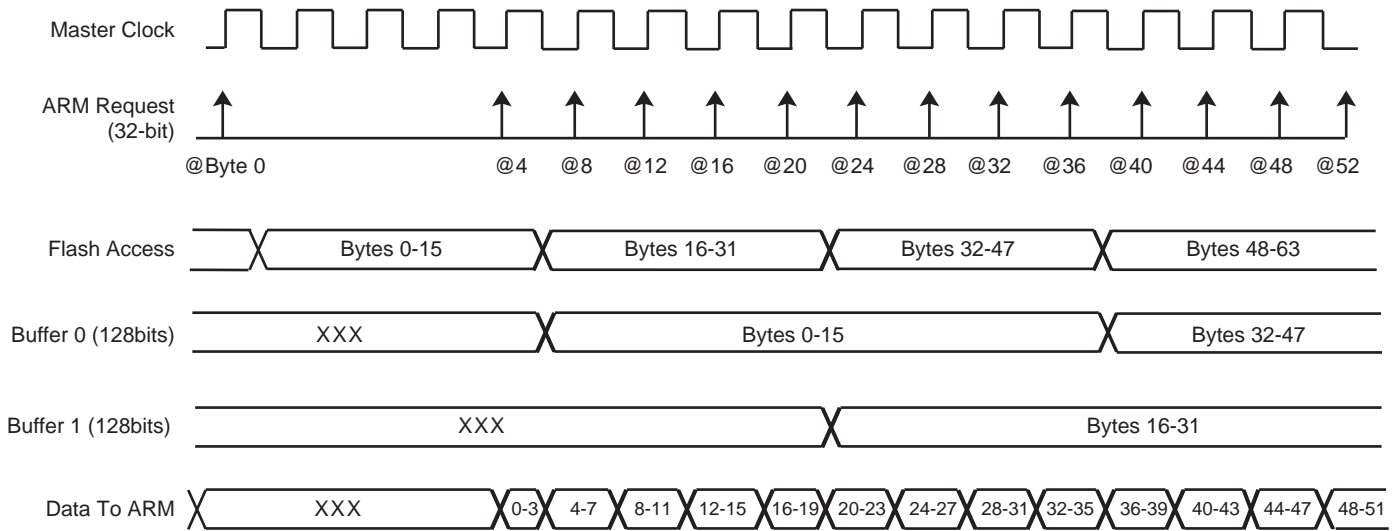 Master Clock
ARM Request
(32-bit)
@Byte 0 @4 @8 @12 @16 @20 @24 @28 @32 @36 @40 @44 @48 @52
Flash Access Bytes 0-15 Bytes 16-31 Bytes 32-47 Bytes 48-63
Buffer 0 (128bits) XXX Bytes 0-15 Bytes 32-47
Buffer 1 (128bits) XXX Bytes 16-31
Data To ARM XXX 0-3 4-7 8-11 12-15 16-19 20-23 24-27 28-31 32-35 36-39 40-43 44-47 48-51